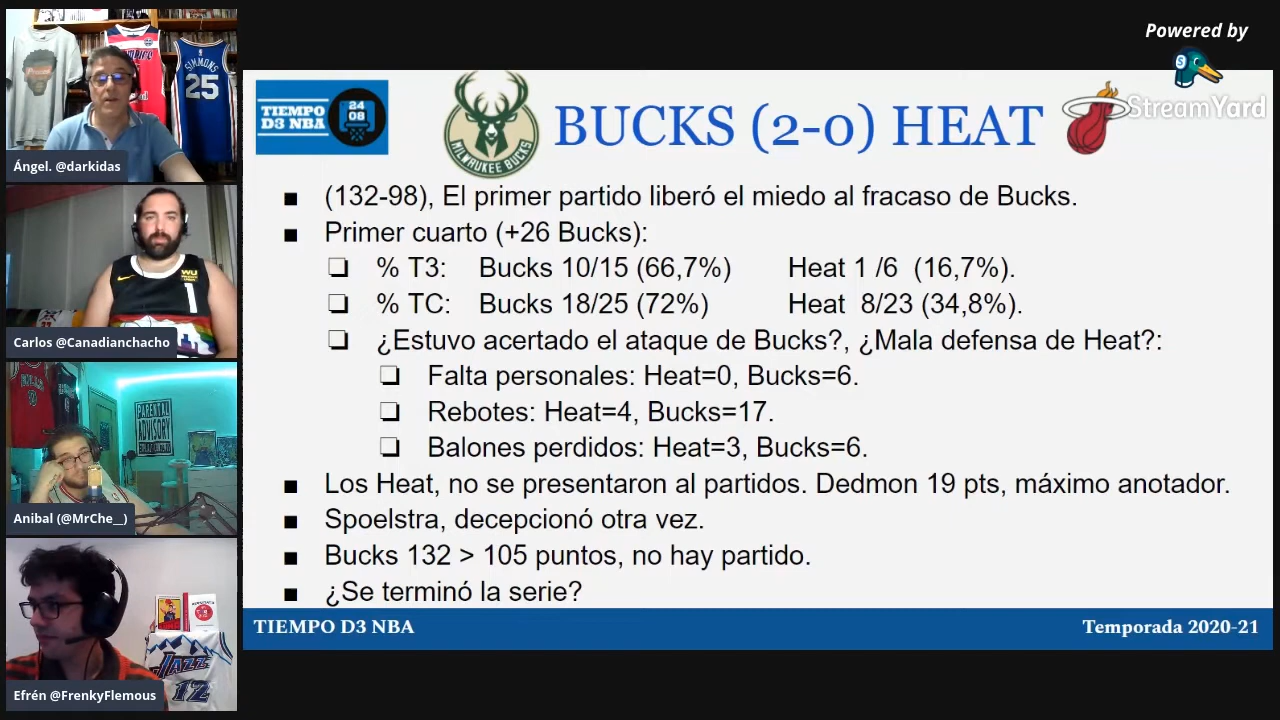 Powered by
StreamYard
SIMMONS
25
Ángel. @darkidas
TIEMPO
D3 NBA
24
08
MILWAUKEE BUCKS
BUCKS (2-0) HEAT
■ (132-98), El primer partido liberó el miedo al fracaso de Bucks.
■ Primer cuarto (+26 Bucks):
❏ % T3: Bucks 10/15 (66,7%) Heat 1 /6 (16,7%).
❏ % TC: Bucks 18/25 (72%) Heat 8/23 (34,8%).
❏ ¿Estuvo acertado el ataque de Bucks?, ¿Mala defensa de Heat?:
❏ Falta personales: Heat=0, Bucks=6.
❏ Rebotes: Heat=4, Bucks=17.
❏ Balones perdidos: Heat=3, Bucks=6.
■ Los Heat, no se presentaron al partidos. Dedmon 19 pts, máximo anotador.
■ Spoelstra, decepcionó otra vez.
■ Bucks 132 > 105 puntos, no hay partido.
■ ¿Se terminó la serie?
TIEMPO D3 NBA
Temporada 2020-21
WU
1
Carlos @Canadianchacho
PARENTAL
ADVISORY
Anibal (@MrChe__)
JAZZ
12
Efrén @FrenkyFlemous